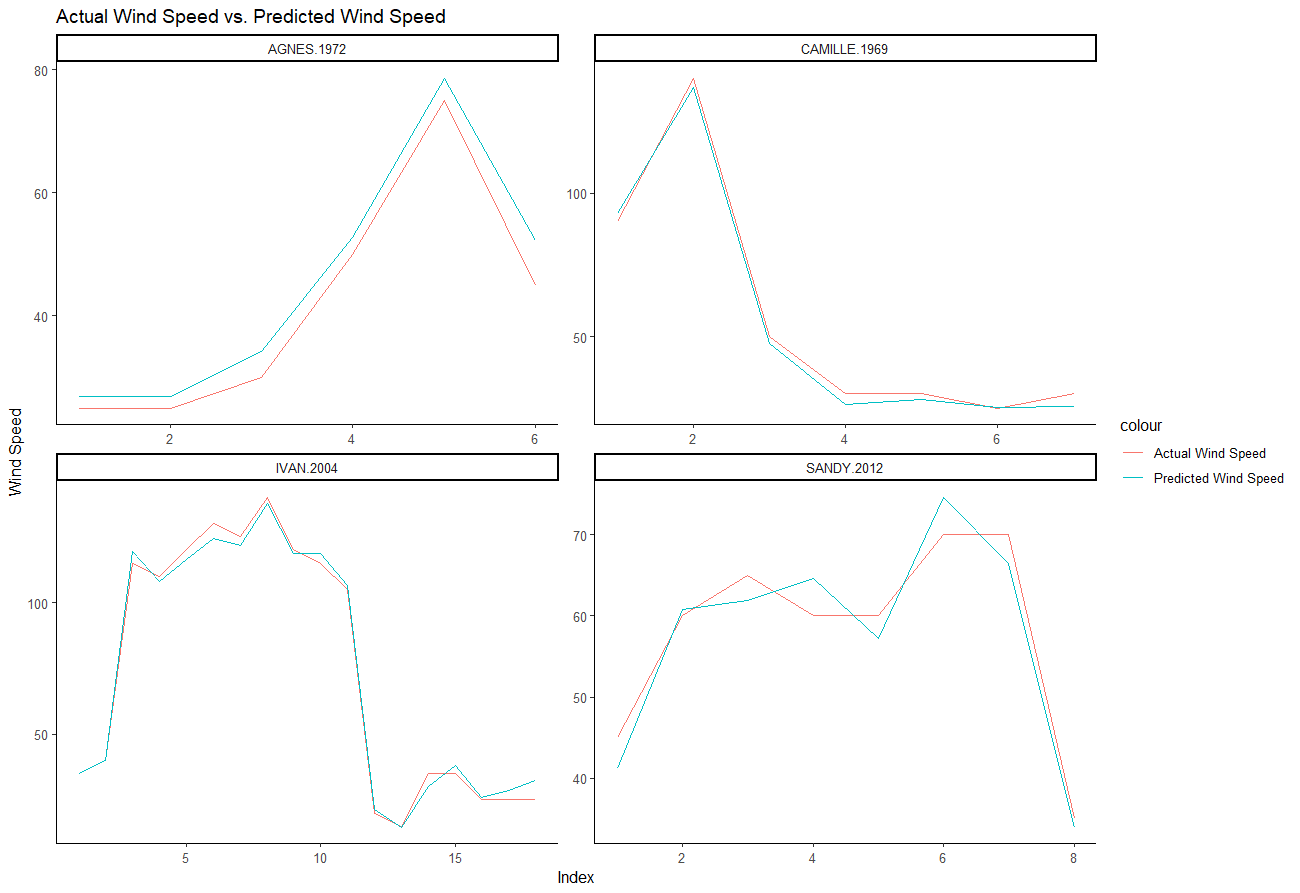 Actual Wind Speed vs. Predicted Wind Speed
AGNES.1972
CAMILLE.1969
80
60
40
2
4
6
100
50
2
4
6
Wind Speed
colour
Actual Wind Speed
Predicted Wind Speed
IVAN.2004
SANDY.2012
100
50
5
10
15
70
60
50
40
2
4
6
8
Index